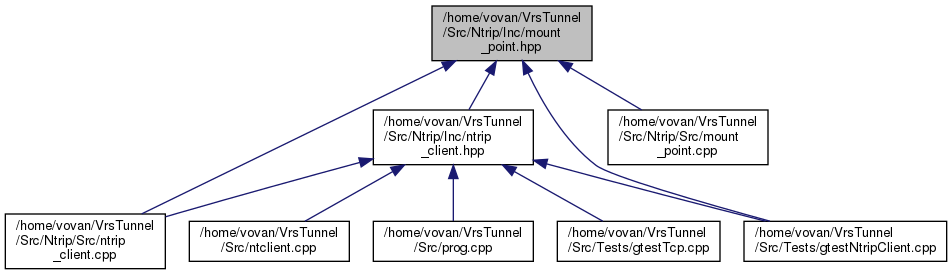 /home/vovan/VrsTunnel
/Src/Ntrip/Inc/mount
_point.hpp
/home/vovan/VrsTunnel
/Src/Ntrip/Inc/ntrip
_client.hpp
/home/vovan/VrsTunnel
/Src/Ntrip/Src/mount
_point.cpp
/home/vovan/VrsTunnel
/Src/Ntrip/Src/ntrip
_client.cpp
/home/vovan/VrsTunnel
/Src/ntclient.cpp
/home/vovan/VrsTunnel
/Src/prog.cpp
/home/vovan/VrsTunnel
/Src/Tests/gtestTcp.cpp
/home/vovan/VrsTunnel
/Src/Tests/gtestNtripClient.cpp